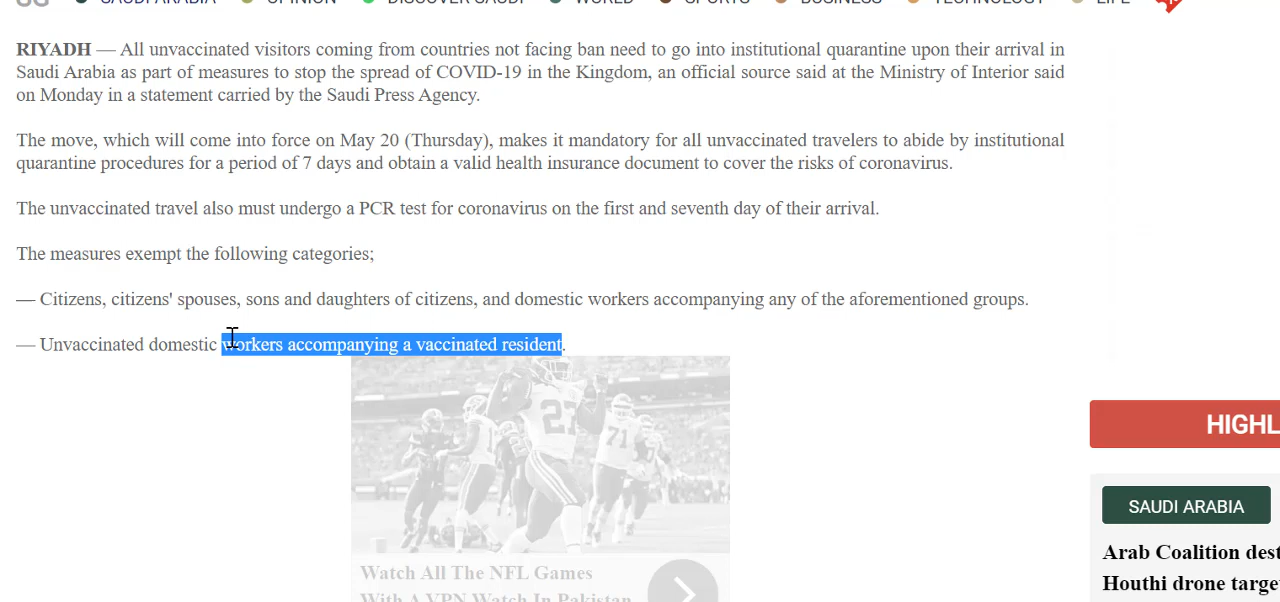 SAUDI ARABIA OPINION DISCOVER SAUDI WORLD SPORTS BUSINESS TECHNOLOGY LIFE
RIYADH — All unvaccinated visitors coming from countries not facing ban need to go into institutional quarantine upon their arrival in
Saudi Arabia as part of measures to stop the spread of COVID-19 in the Kingdom, an official source said at the Ministry of Interior said
on Monday in a statement carried by the Saudi Press Agency.
The move, which will come into force on May 20 (Thursday), makes it mandatory for all unvaccinated travelers to abide by institutional
quarantine procedures for a period of 7 days and obtain a valid health insurance document to cover the risks of coronavirus.
The unvaccinated travel also must undergo a PCR test for coronavirus on the first and seventh day of their arrival.
The measures exempt the following categories;
— Citizens, citizens' spouses, sons and daughters of citizens, and domestic workers accompanying any of the aforementioned groups.
— Unvaccinated domestic workers accompanying a vaccinated resident.
27
71
HIGHL
SAUDI ARABIA
Arab Coalition dest
Houthi drone targe
Watch All The NFL Games
With A VPN Watch In Pakistan